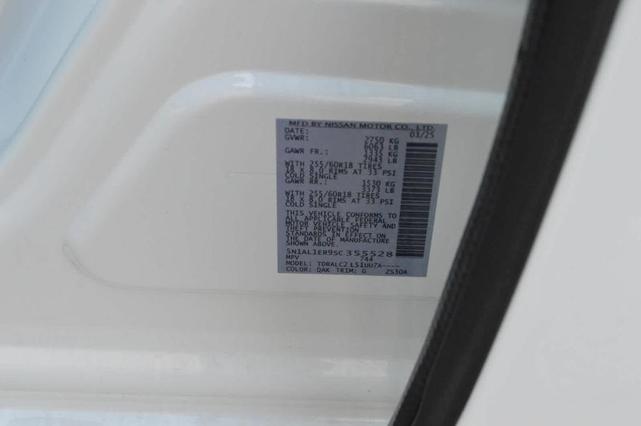 MFD BY NISSAN MOTOR CO., LTD.
DATE: 03/25
GVWR: 2750 KG
6063 LB
GAWR FR.: 1335 KG
2943 LB
WITH 255/60R18 TIRES
18 X 8.0 RIMS AT 33 PSI
COLD SINGLE
GAWR RR.: 1530 KG
3373 LB
WITH 255/60R18 TIRES
18 X 8.0 RIMS AT 33 PSI
COLD SINGLE
THIS VEHICLE CONFORMS TO
ALL APPLICABLE FEDERAL
MOTOR VEHICLE SAFETY AND
THEFT PREVENTION
STANDARDS IN EFFECT ON
THE DATE OF MANUFACTURE
SHOWN ABOVE.
5N1AL1ER9SC355528
MPV 744
COLOR: QAK TRIM: G